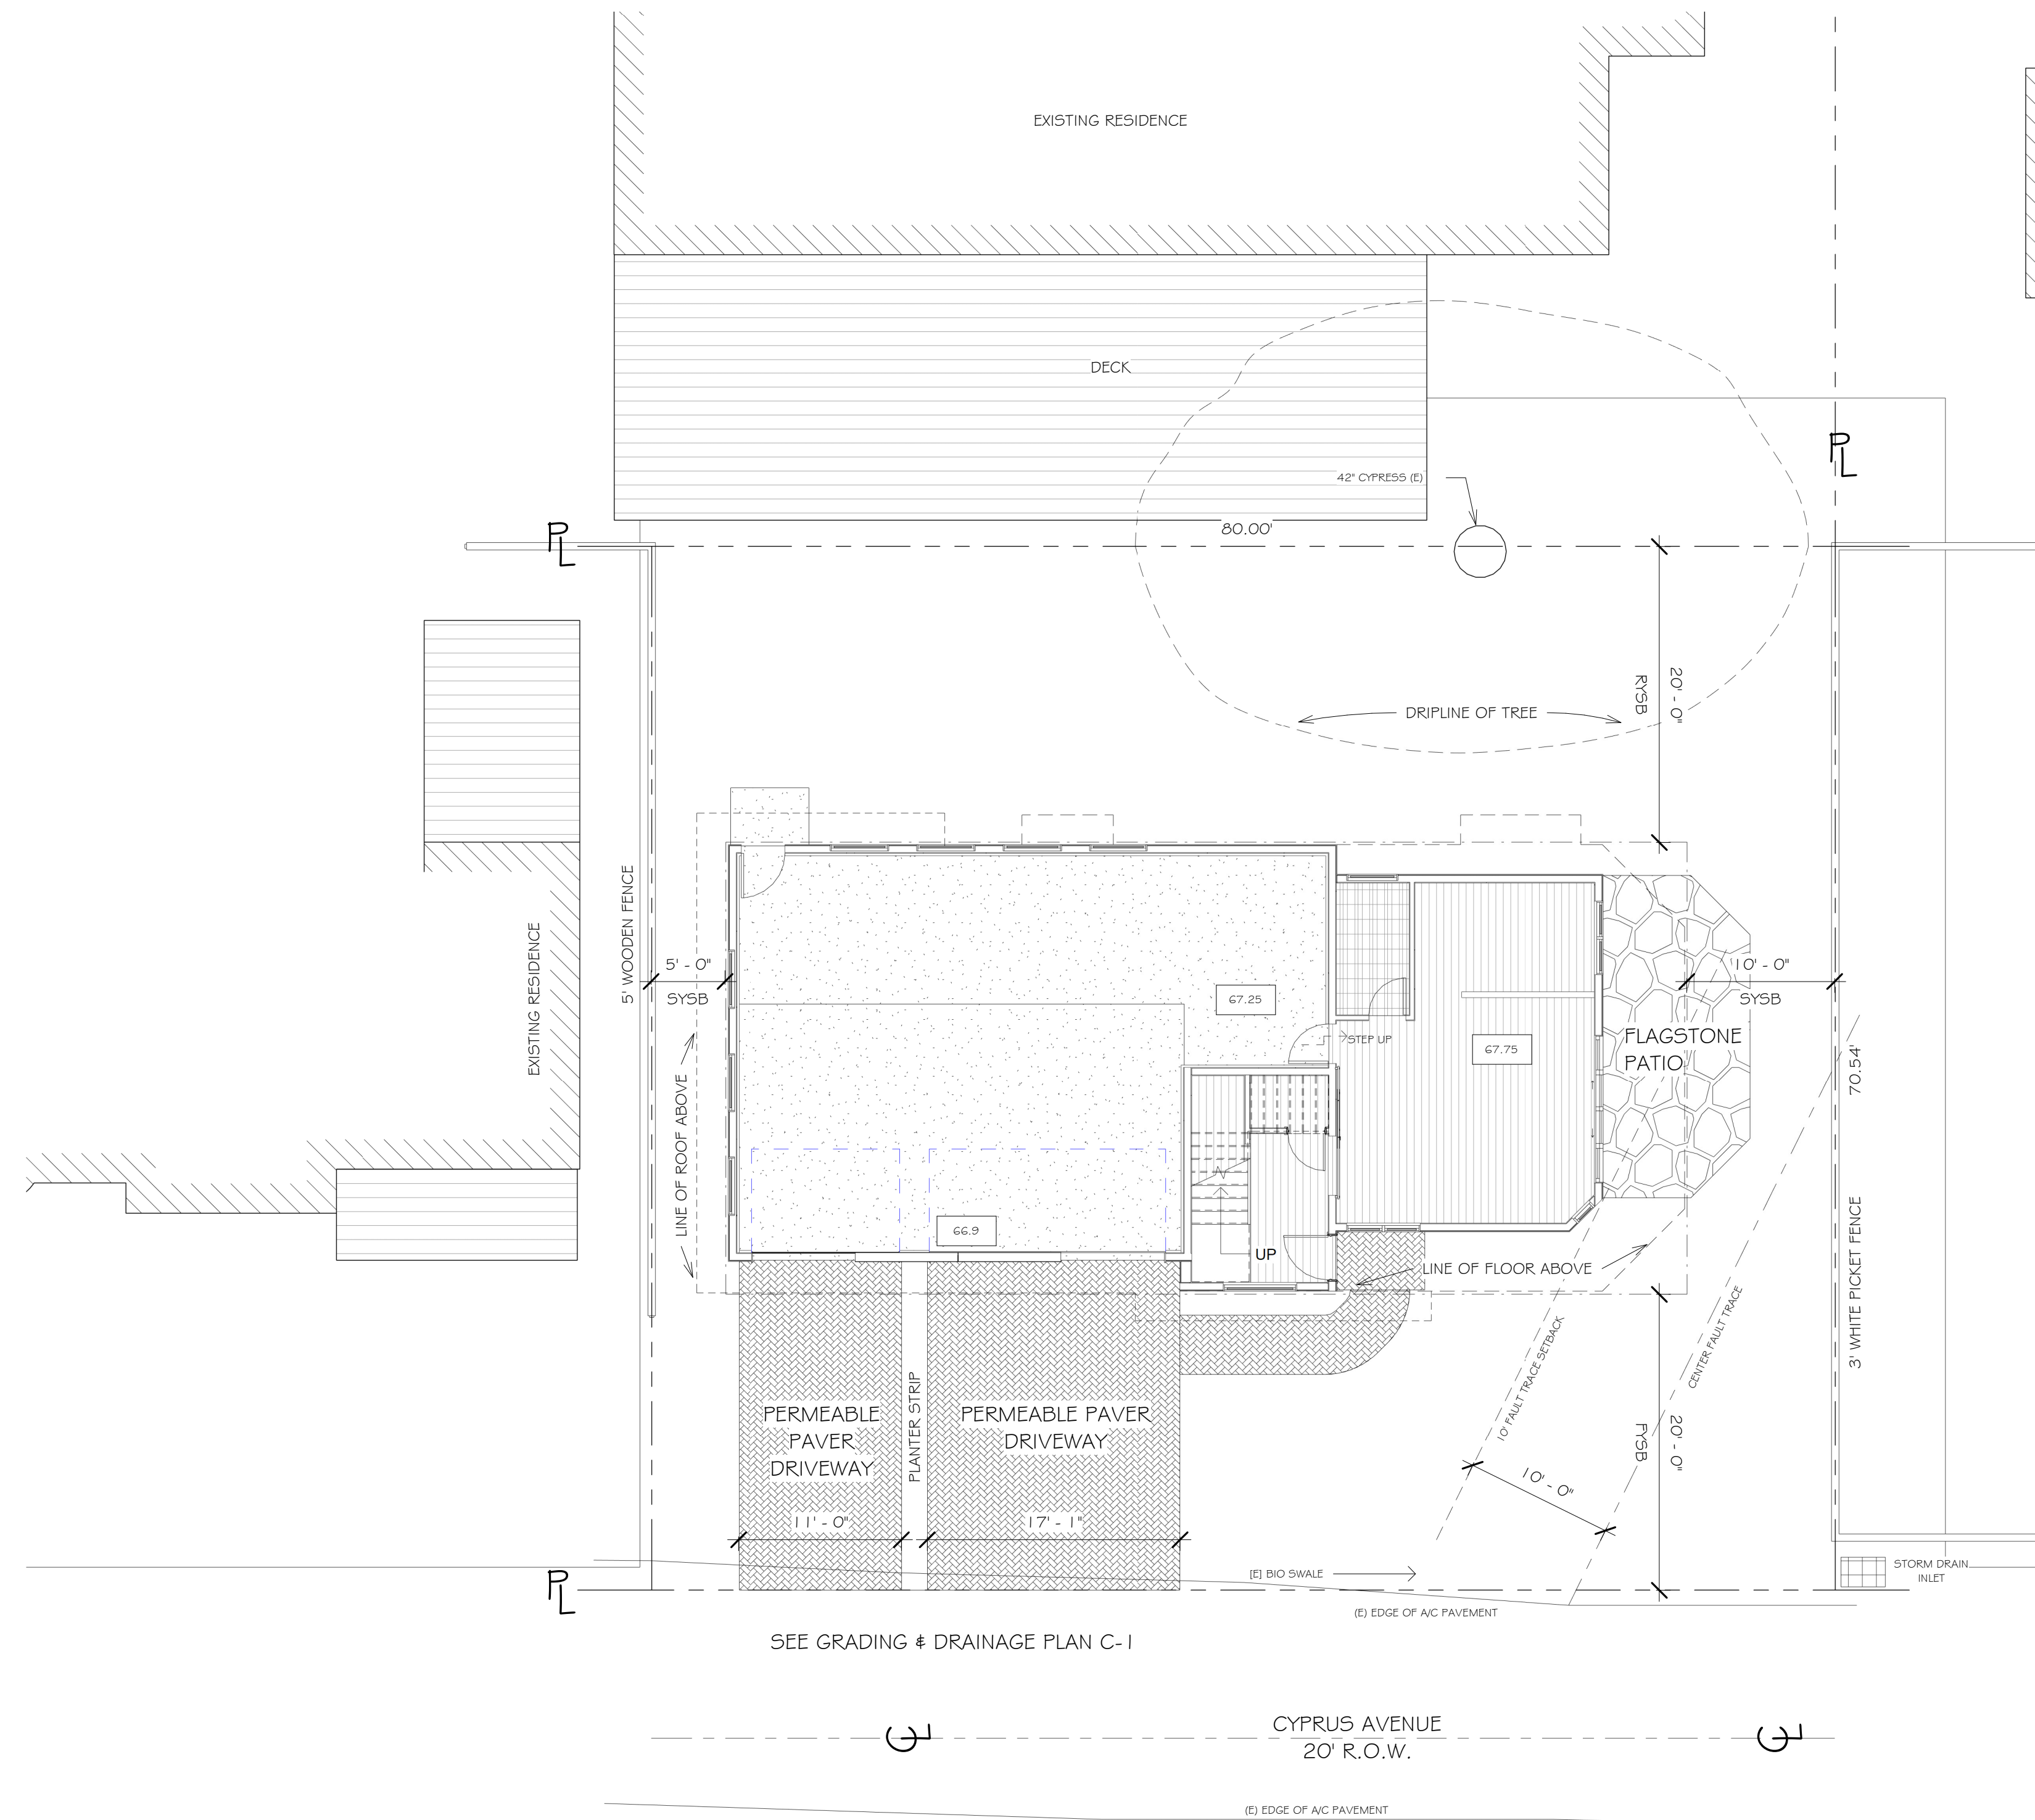 EXISTING RESIDENCE
DECK
42" CYPRESS (E)
PL
PL
80.00'
RYSB
20' - 0"
DRIPLINE OF TREE
5' WOODEN FENCE
EXISTING RESIDENCE
5' - 0"
SYSB
LINE OF ROOF ABOVE
67.25
STEP UP
67.75
10' - 0"
SYSB
FLAGSTONE
PATIO
70.54'
66.9
UP
LINE OF FLOOR ABOVE
3' WHITE PICKET FENCE
10' FAULT TRACE SETBACK
CENTER FAULT TRACE
PERMEABLE
PAVER
DRIVEWAY
PLANTER STRIP
PERMEABLE PAVER
DRIVEWAY
FYSB
20' - 0"
10' - 0"
11' - 0"
17' - 1"
PL
[E] BIO SWALE
STORM DRAIN
INLET
(E) EDGE OF A/C PAVEMENT
SEE GRADING & DRAINAGE PLAN C-1
CL
CYPRUS AVENUE
20' R.O.W.
CL
(E) EDGE OF A/C PAVEMENT